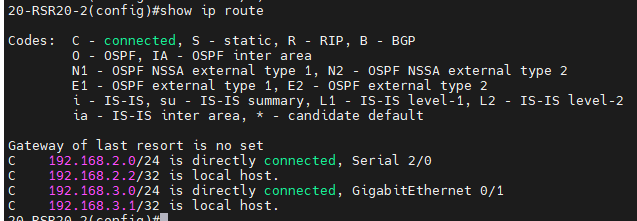 20-RSR20-2(config)#show ip route
Codes:  C - connected, S - static, R - RIP, B - BGP
O - OSPF, IA - OSPF inter area
N1 - OSPF NSSA external type 1, N2 - OSPF NSSA external type 2
E1 - OSPF external type 1, E2 - OSPF external type 2
i - IS-IS, su - IS-IS summary, L1 - IS-IS level-1, L2 - IS-IS level-2
ia - IS-IS inter area, * - candidate default
Gateway of last resort is no set
C    192.168.2.0/24 is directly connected, Serial 2/0
C    192.168.2.2/32 is local host.
C    192.168.3.0/24 is directly connected, GigabitEthernet 0/1
C    192.168.3.1/32 is local host.
20-RSR20-2(config)#